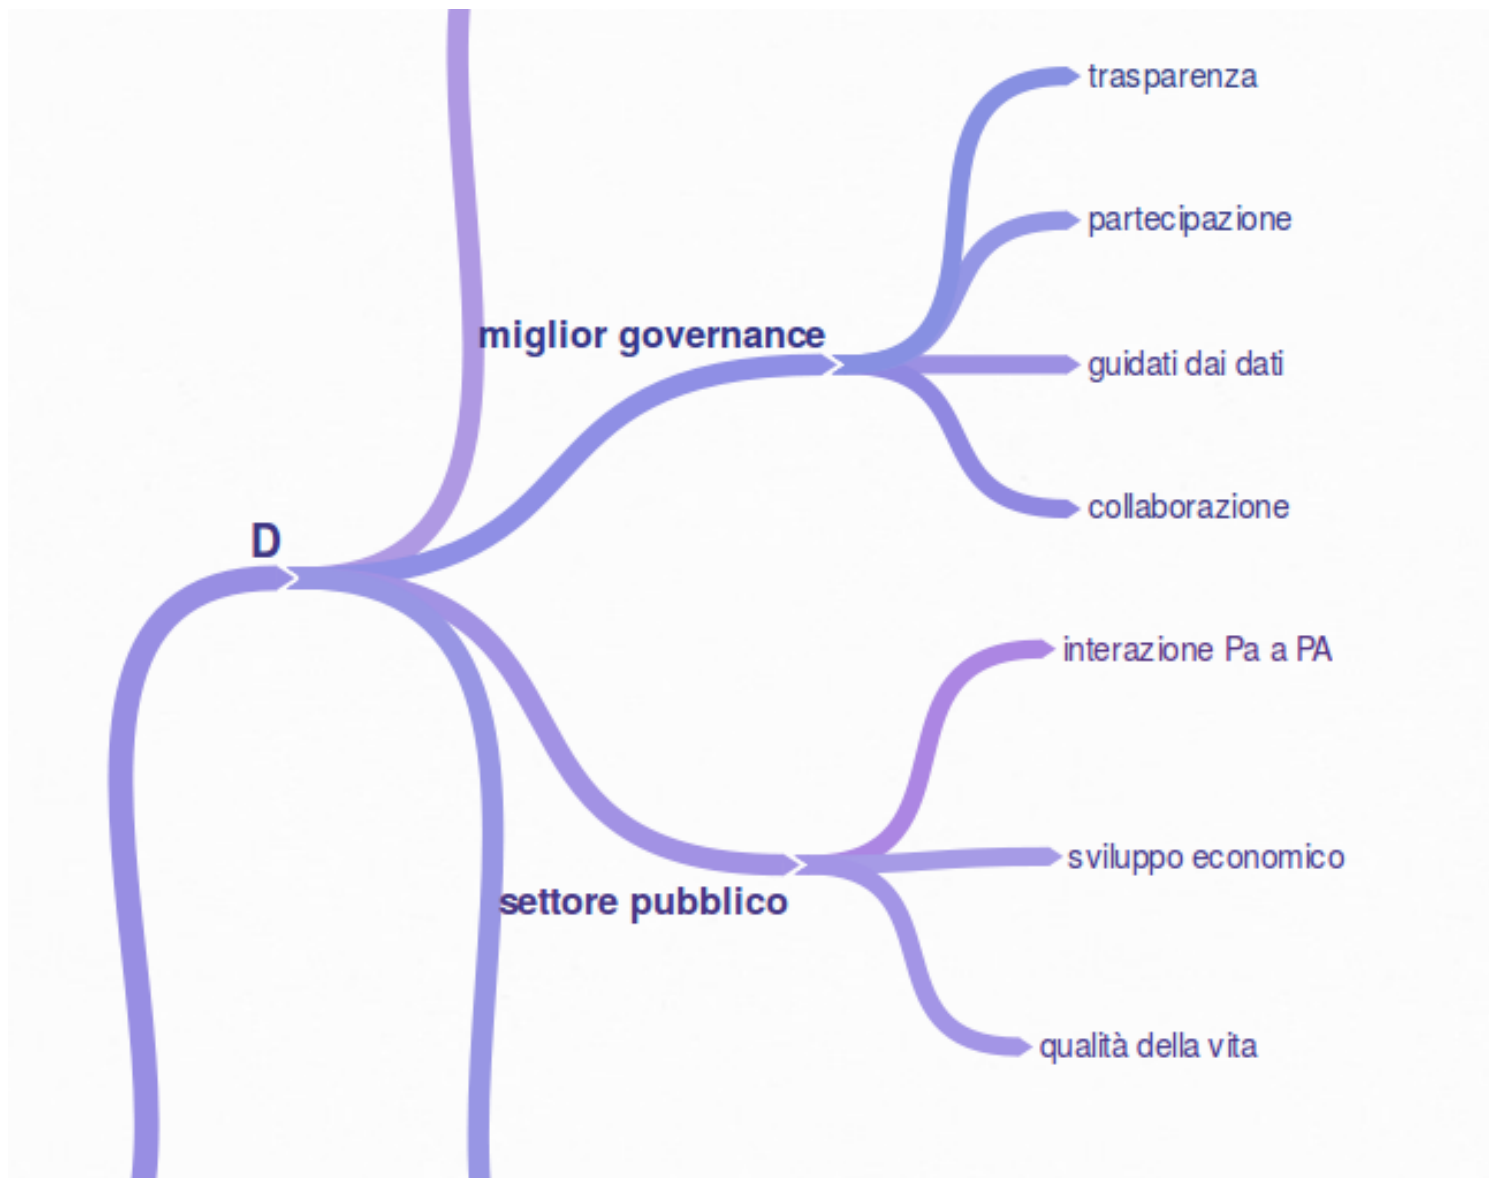 trasparenza
partecipazione
miglior governance
guidati dai dati
collaborazione
D
interazione Pa a PA
sviluppo economico
settore pubblico
qualità della vita